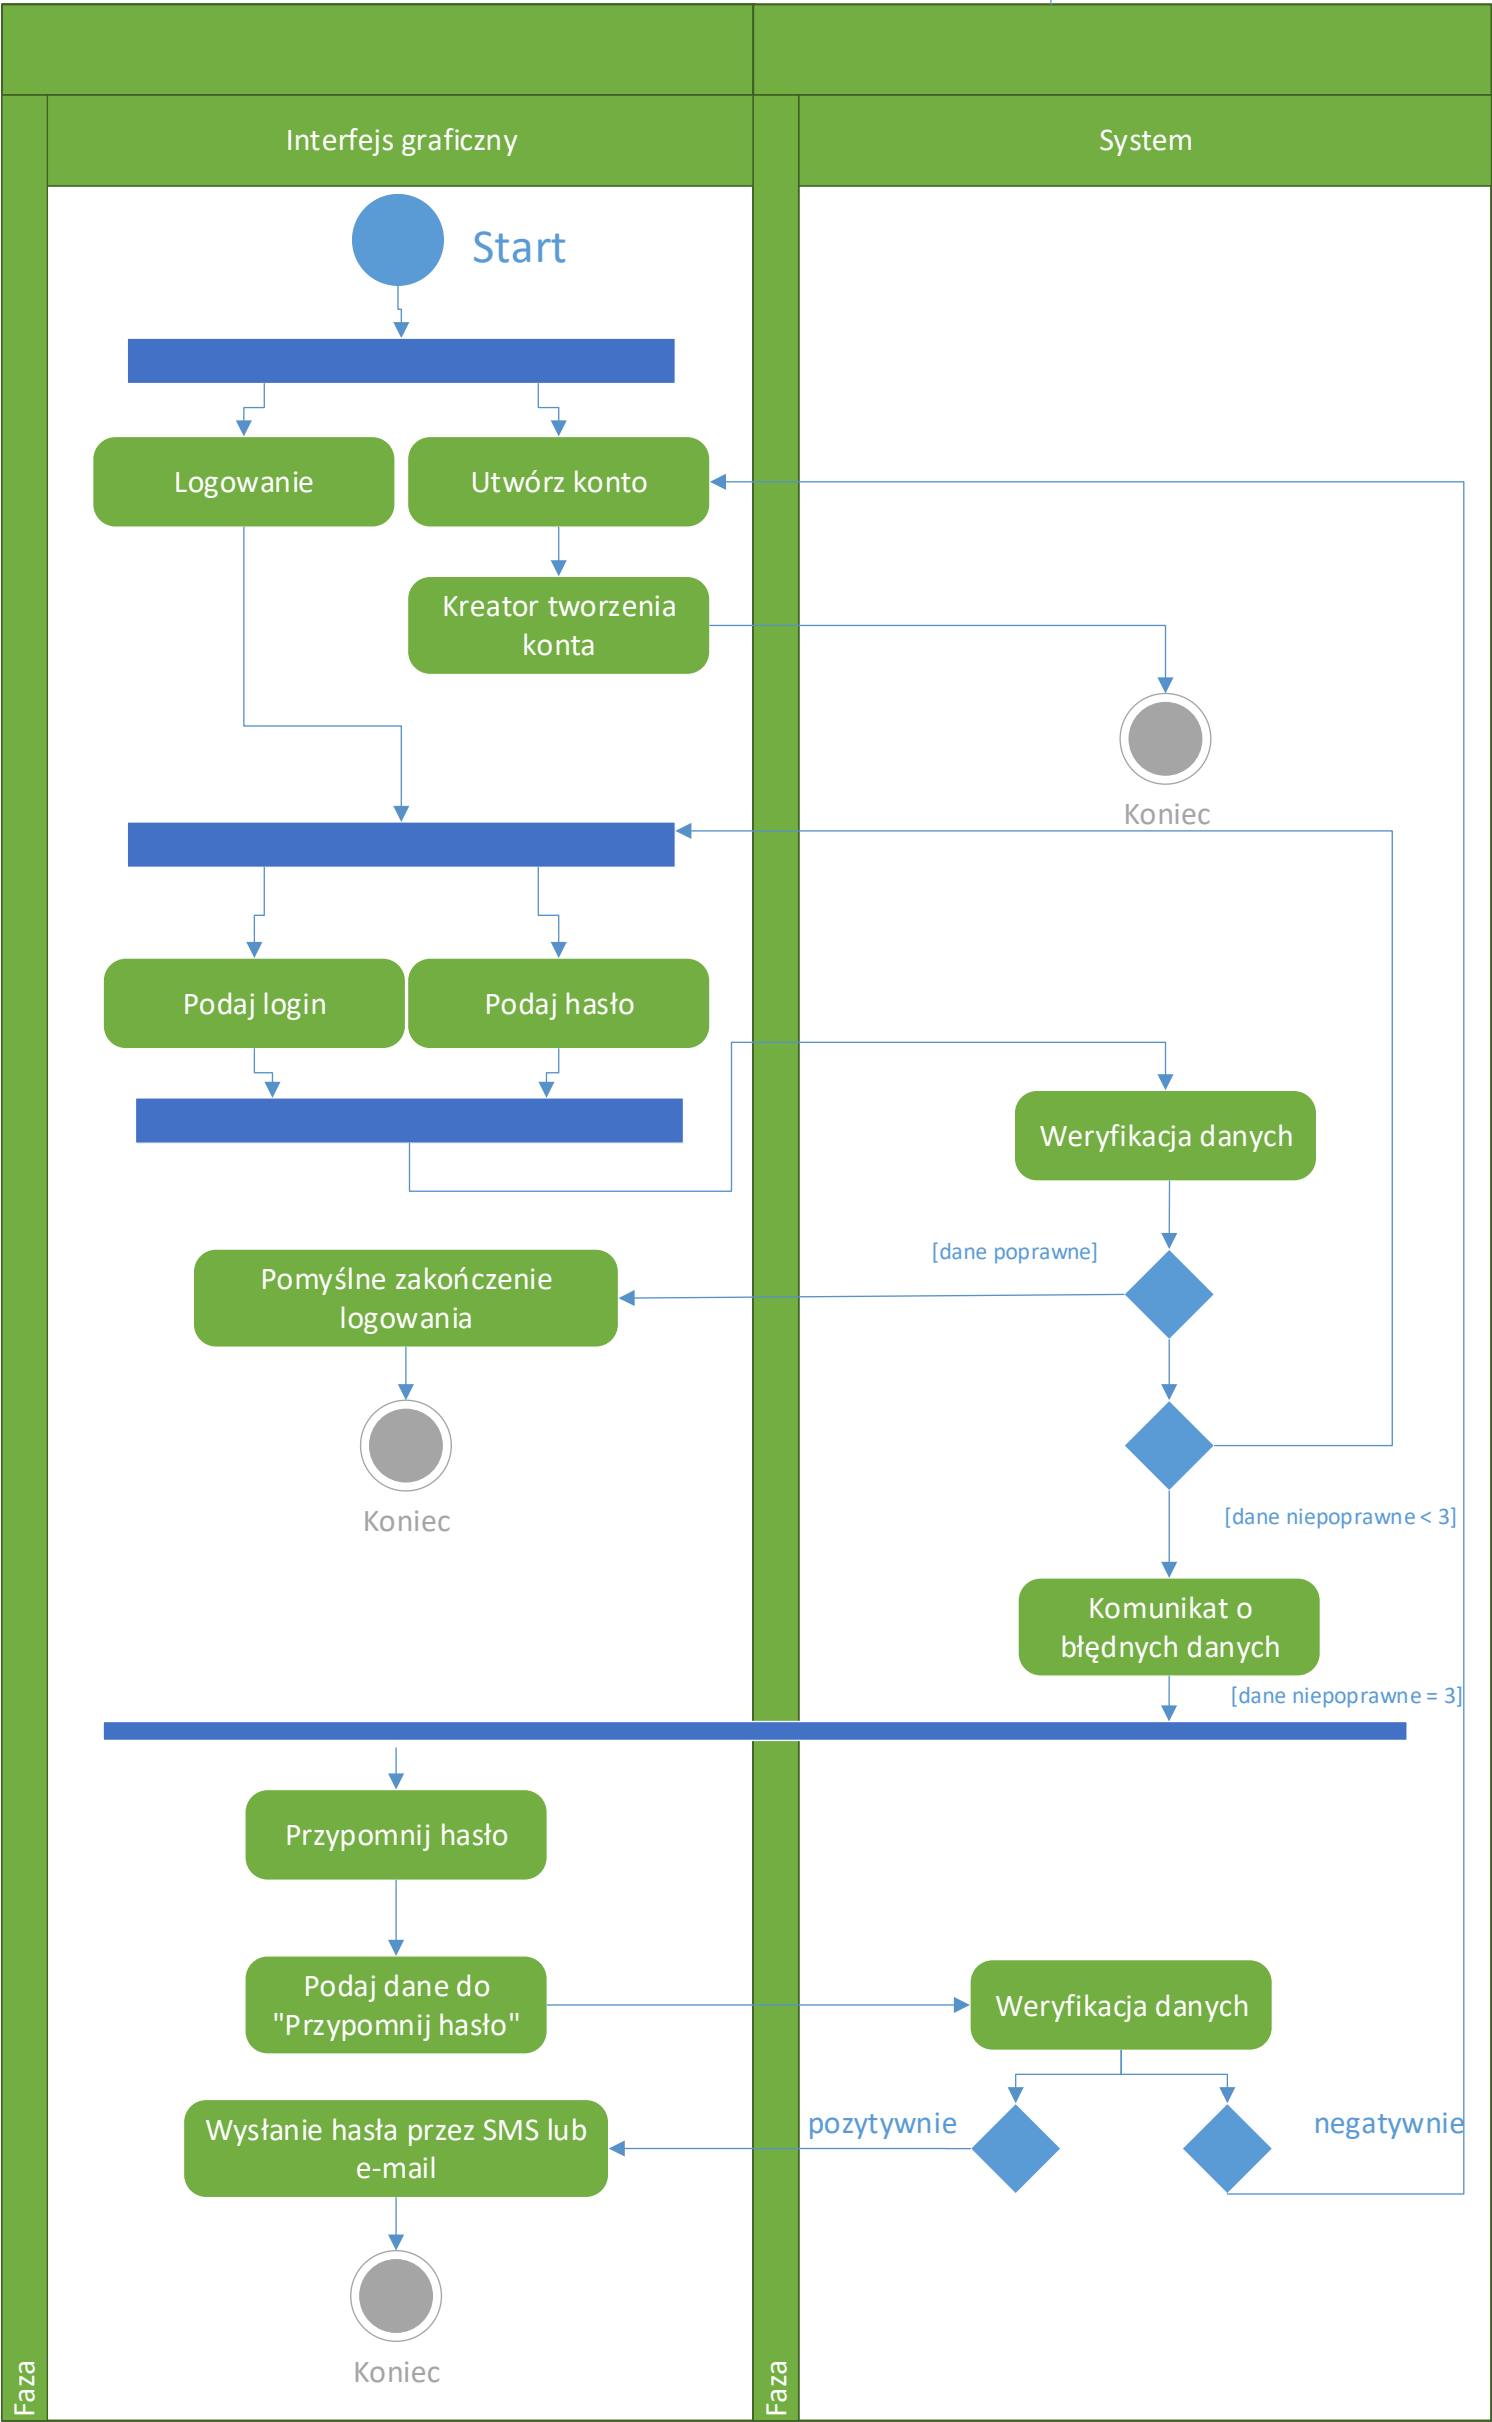 Interfejs graficzny
System
Start
Logowanie
Utwórz konto
Kreator tworzenia
konta
Koniec
Podaj login
Podaj hasło
Weryfikacja danych
[dane poprawne]
Pomyślne zakończenie
logowania
Koniec
[dane niepoprawne < 3]
Komunikat o
błędnych danych
[dane niepoprawne = 3]
Przypomnij hasło
Podaj dane do
"Przypomnij hasło"
Weryfikacja danych
Wysłanie hasła przez SMS lub
e-mail
pozytywnie
negatywnie
Koniec
Faza
Faza